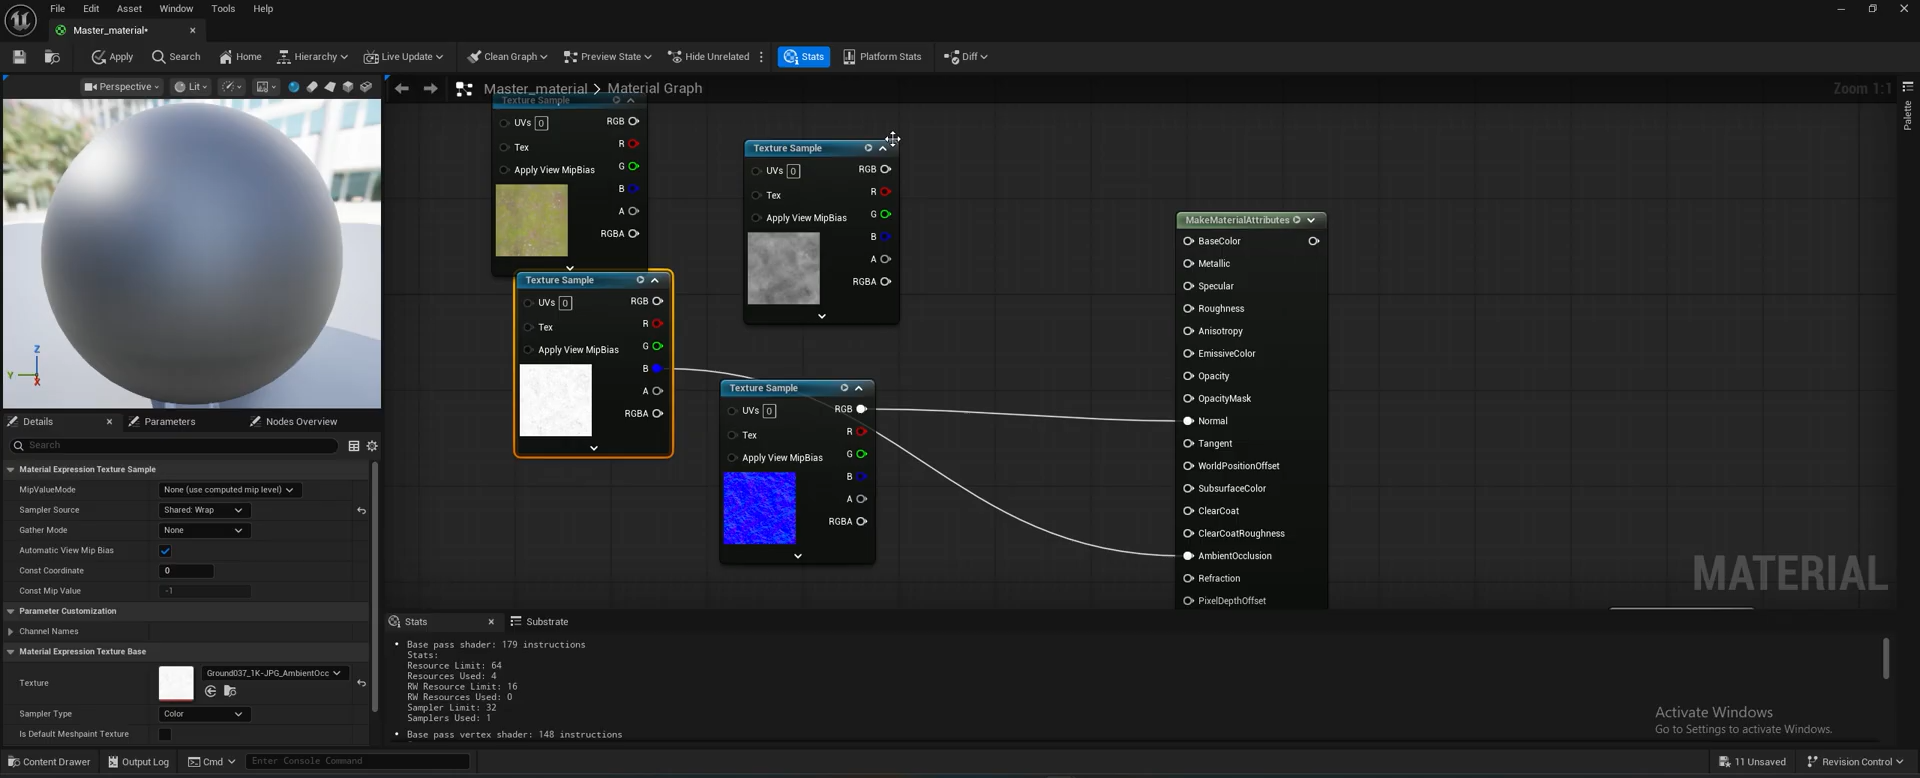 File Edit Asset Window Tools Help
Master_material•
Apply Search Home Hierarchy Live Update Clean Graph Preview State Hide Unrelated Stats Platform Stats Diff
Perspective Lit
Master_material > Material Graph
Zoom 1:1
Palette
Texture Sample
UVs 0 RGB
Tex R
Apply View MipBias G
B
A
RGBA
Texture Sample
UVs 0 RGB
Tex R
Apply View MipBias G
B
A
RGBA
Texture Sample
UVs 0 RGB
Tex R
Apply View MipBias G
B
A
RGBA
Texture Sample
UVs 0 RGB
Tex R
Apply View MipBias G
B
A
RGBA
MakeMaterialAttributes
BaseColor
Metallic
Specular
Roughness
Anisotropy
EmissiveColor
Opacity
OpacityMask
Normal
Tangent
WorldPositionOffset
SubsurfaceColor
ClearCoat
ClearCoatRoughness
AmbientOcclusion
Refraction
PixelDepthOffset
MATERIAL
Z
Y
X
Details Parameters Nodes Overview
Search
Material Expression Texture Sample
MipValueMode None (use computed mip level)
Sampler Source Shared: Wrap
Gather Mode None
Automatic View Mip Bias
Const Coordinate 0
Const Mip Value -1
Parameter Customization
Channel Names
Material Expression Texture Base
Texture Ground037_1K-JPG_AmbientOcc
Sampler Type Color
Is Default Meshpaint Texture
Stats Substrate
• Base pass shader: 179 instructions
Stats:
Resource Limit: 64
Resources Used: 4
RW Resource Limit: 16
RW Resources Used: 0
Sampler Limit: 32
Samplers Used: 1
• Base pass vertex shader: 148 instructions
Activate Windows
Go to Settings to activate Windows.
Content Drawer Output Log Cmd Enter Console Command 11 Unsaved Revision Control